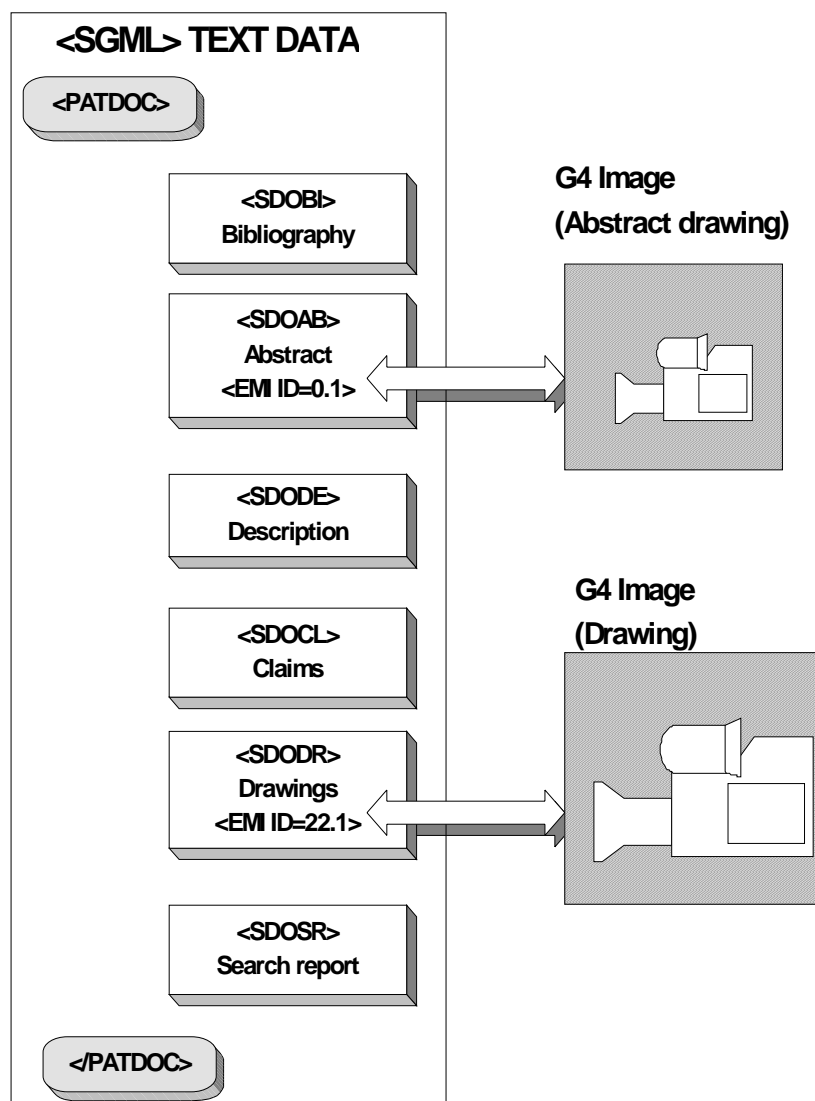 <SGML> TEXT DATA
<PATDOC>
<SDOBI>
Bibliography
<SDOAB>
Abstract
<EMI ID=0.1>
G4 Image
(Abstract drawing)
<SDODE>
Description
<SDOCL>
Claims
G4 Image
(Drawing)
<SDODR>
Drawings
<EMI ID=22.1>
<SDOSR>
Search report
</PATDOC>